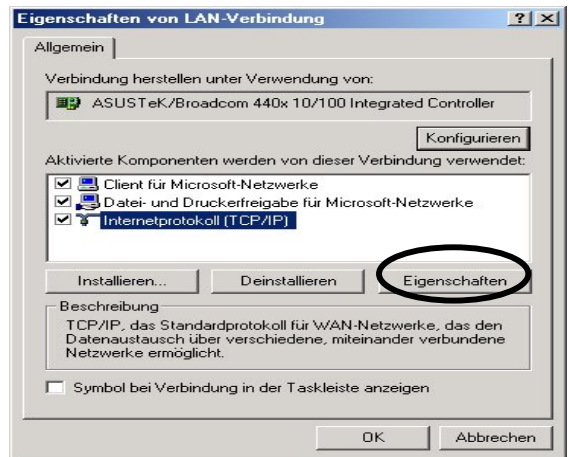 Eigenschaften von LAN-Verbindung
Allgemein
Verbindung herstellen unter Verwendung von:
ASUSTeK/Broadcom 440x 10/100 Integrated Controller
Konfigurieren
Aktivierte Komponenten werden von dieser Verbindung verwendet:
Client für Microsoft-Netzwerke
Datei- und Druckerfreigabe für Microsoft-Netzwerke
Internetprotokoll (TCP/IP)
Installieren...
Deinstallieren
Eigenschaften
Beschreibung
TCP/IP, das Standardprotokoll für WAN-Netzwerke, das den
Datenaustausch über verschiedene, miteinander verbundene
Netzwerke ermöglicht.
Symbol bei Verbindung in der Taskleiste anzeigen
OK
Abbrechen